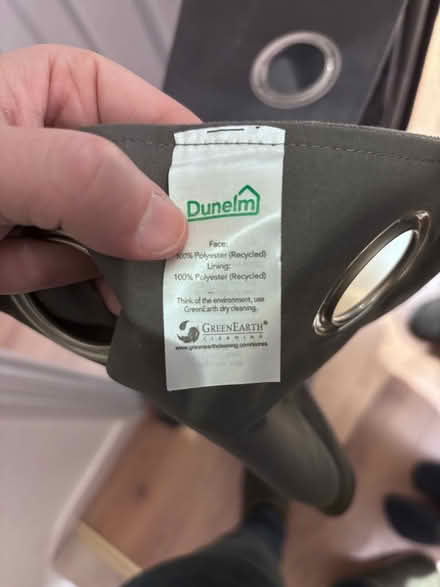 Dunelm
Face:
100% Polyester (Recycled)
Lining:
100% Polyester (Recycled)
Think of the environment, use
GreenEarth dry cleaning.
GREENEARTH®
CLEANING